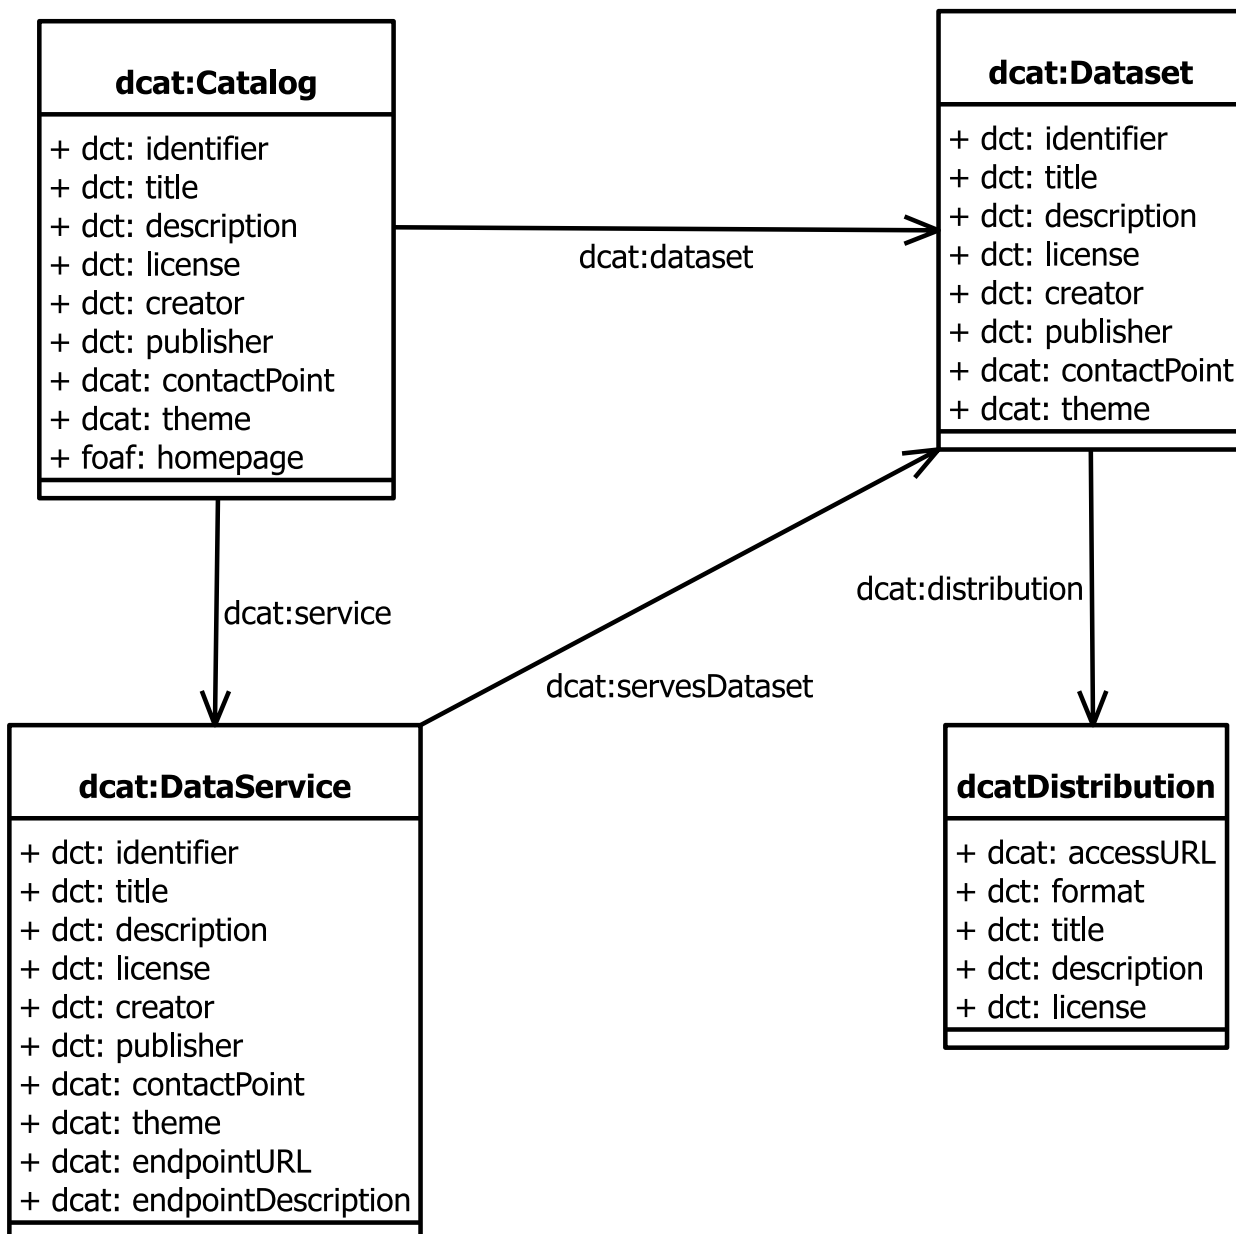 dcat:Catalog
+ dct: identifier
+ dct: title
+ dct: description
+ dct: license
+ dct: creator
+ dct: publisher
+ dcat: contactPoint
+ dcat: theme
+ foaf: homepage
dcat:dataset
dcat:Dataset
+ dct: identifier
+ dct: title
+ dct: description
+ dct: license
+ dct: creator
+ dct: publisher
+ dcat: contactPoint
+ dcat: theme
dcat:service
dcat:servesDataset
dcat:distribution
dcat:DataService
+ dct: identifier
+ dct: title
+ dct: description
+ dct: license
+ dct: creator
+ dct: publisher
+ dcat: contactPoint
+ dcat: theme
+ dcat: endpointURL
+ dcat: endpointDescription
dcatDistribution
+ dcat: accessURL
+ dct: format
+ dct: title
+ dct: description
+ dct: license